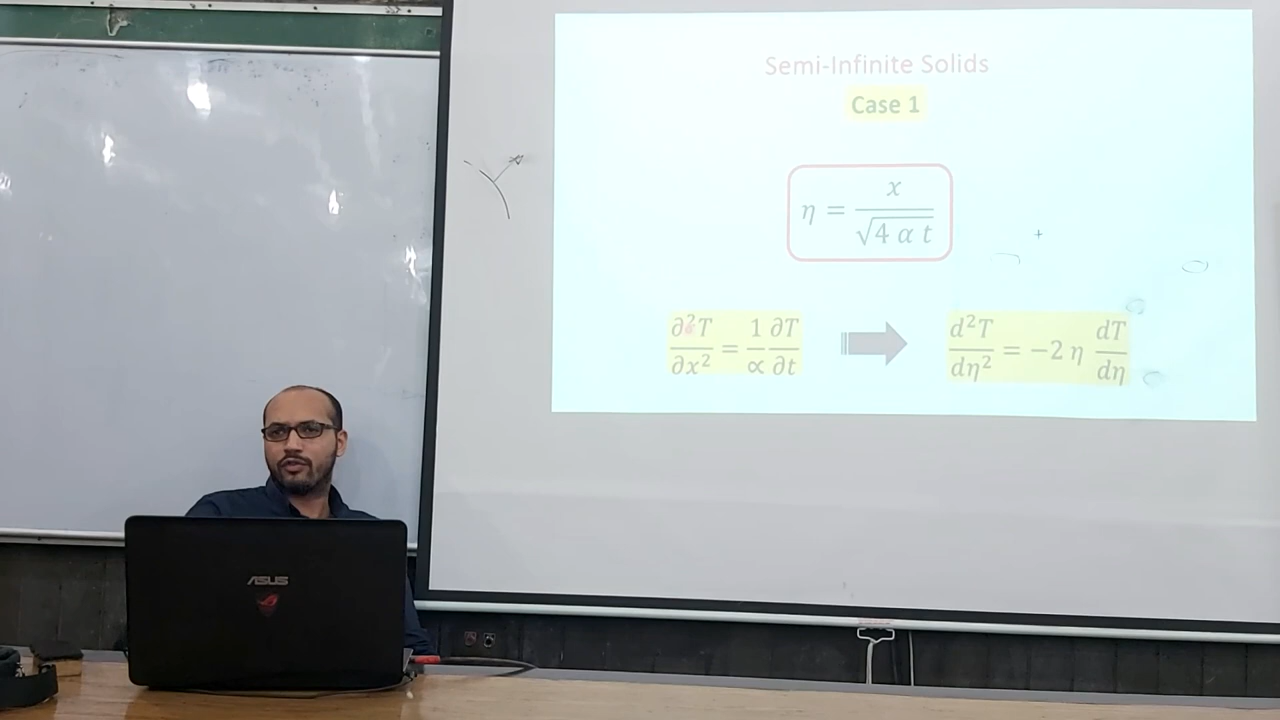 Semi-Infinite Solids
Case 1
η = x / √4 α t
∂²T/∂x² = 1/∝ ∂T/∂t
d²T/dη² = −2 η dT/dη
ASUS